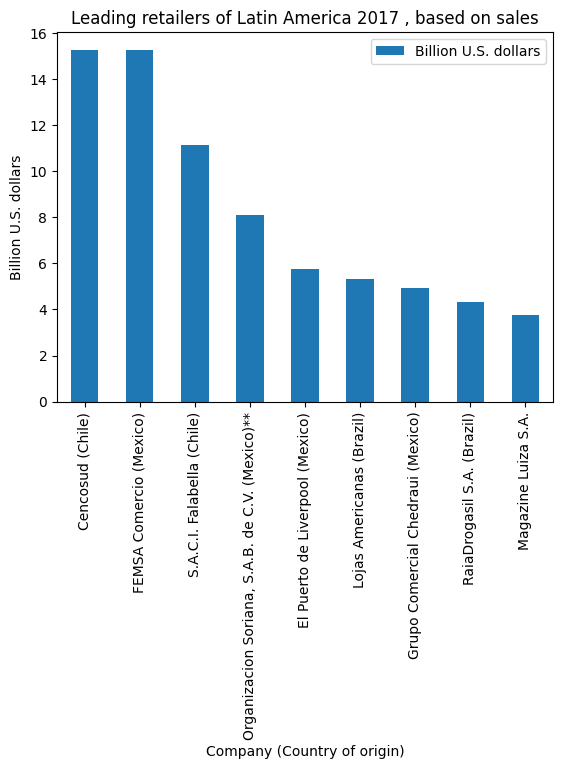 Leading retailers of Latin America 2017 , based on sales
Billion U.S. dollars
Billion U.S. dollars
16
14
12
10
8
6
4
2
0
Cencosud (Chile)
FEMSA Comercio (Mexico)
S.A.C.I. Falabella (Chile)
Organizacion Soriana, S.A.B. de C.V. (Mexico)**
El Puerto de Liverpool (Mexico)
Lojas Americanas (Brazil)
Grupo Comercial Chedraui (Mexico)
RaiaDrogasil S.A. (Brazil)
Magazine Luiza S.A.
Company (Country of origin)